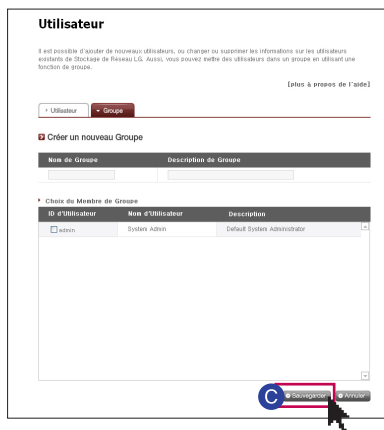 Utilisateur
Il est possible d'ajouter de nouveaux utilisateurs, ou changer ou supprimer les informations sur les utilisateurs
existants de Stockage de Réseau LG. Aussi, vous pouvez mettre des utilisateurs dans un groupe en utilisant une
fonction de groupe.
[plus à propos de l'aide]
Utilisateur Groupe
Créer un nouveau Groupe
Nom de Groupe Description de Groupe
Choix du Membre de Groupe
ID d'Utilisateur Nom d'Utilisateur Description
admin System Admin Default System Administrator
C Sauvegarder Annuler